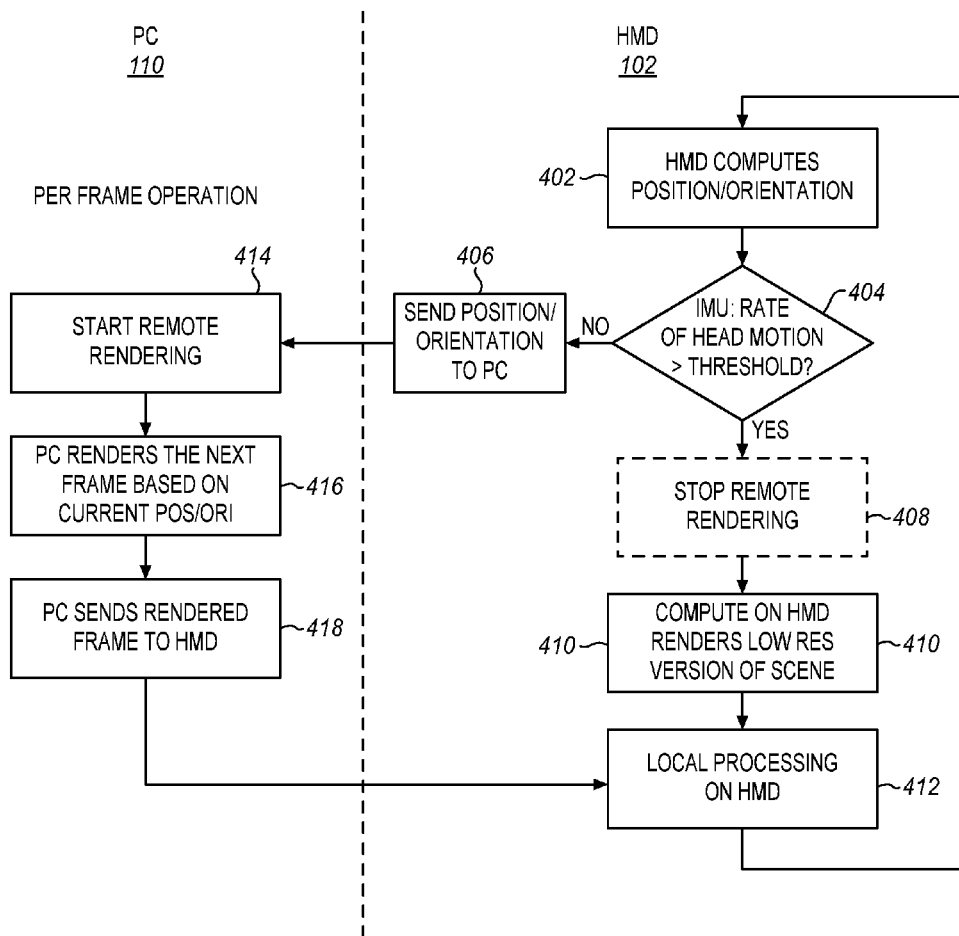 PC
110
HMD
102
PER FRAME OPERATION
402
HMD COMPUTES
POSITION/ORIENTATION
404
IMU: RATE
OF HEAD MOTION
> THRESHOLD?
NO
YES
406
SEND POSITION/
ORIENTATION
TO PC
414
START REMOTE
RENDERING
PC RENDERS THE NEXT
FRAME BASED ON
CURRENT POS/ORI
416
PC SENDS RENDERED
FRAME TO HMD
418
STOP REMOTE
RENDERING
408
410
COMPUTE ON HMD
RENDERS LOW RES
VERSION OF SCENE
410
LOCAL PROCESSING
ON HMD
412